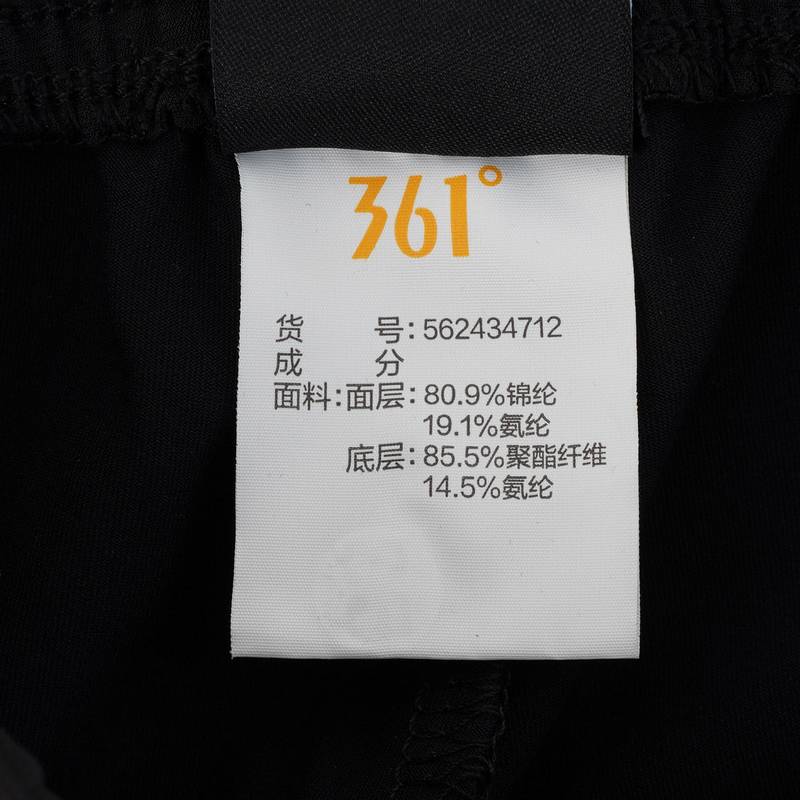 361°
货 号:562434712
成 分
面料:面层:80.9%锦纶
19.1%氨纶
底层:85.5%聚酯纤维
14.5%氨纶